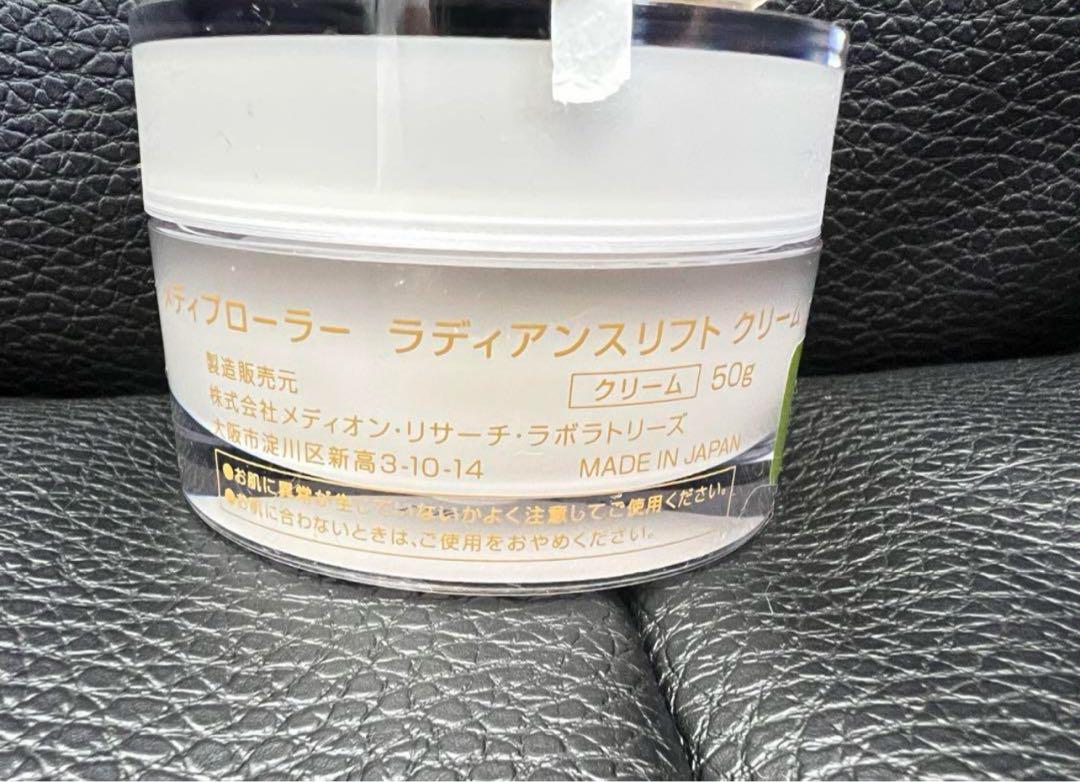 メディプローラー ラディアンスリフト クリーム
クリーム 50g
製造販売元
株式会社メディオン・リサーチ・ラボラトリーズ
大阪市淀川区新高3-10-14
MADE IN JAPAN
●お肌に異常が生じていないかよく注意してご使用ください。
●お肌に合わないときは、ご使用をおやめください。